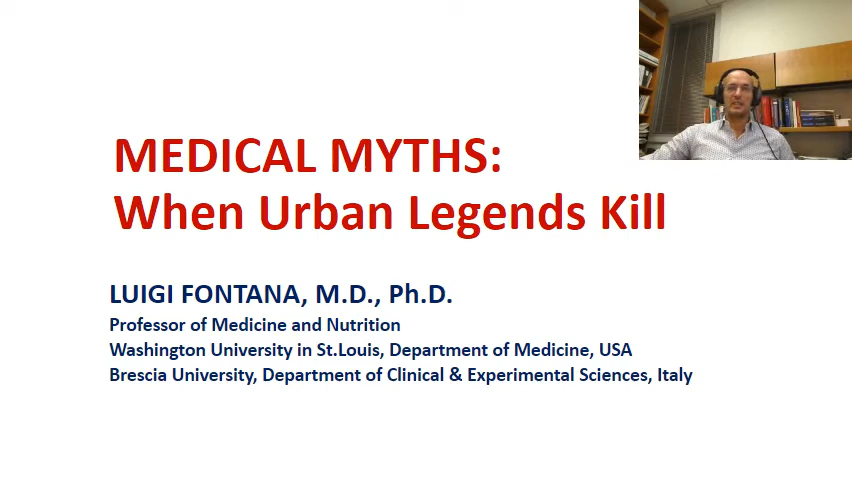 MEDICAL MYTHS:
When Urban Legends Kill
LUIGI FONTANA, M.D., Ph.D.
Professor of Medicine and Nutrition
Washington University in St.Louis, Department of Medicine, USA
Brescia University, Department of Clinical & Experimental Sciences, Italy